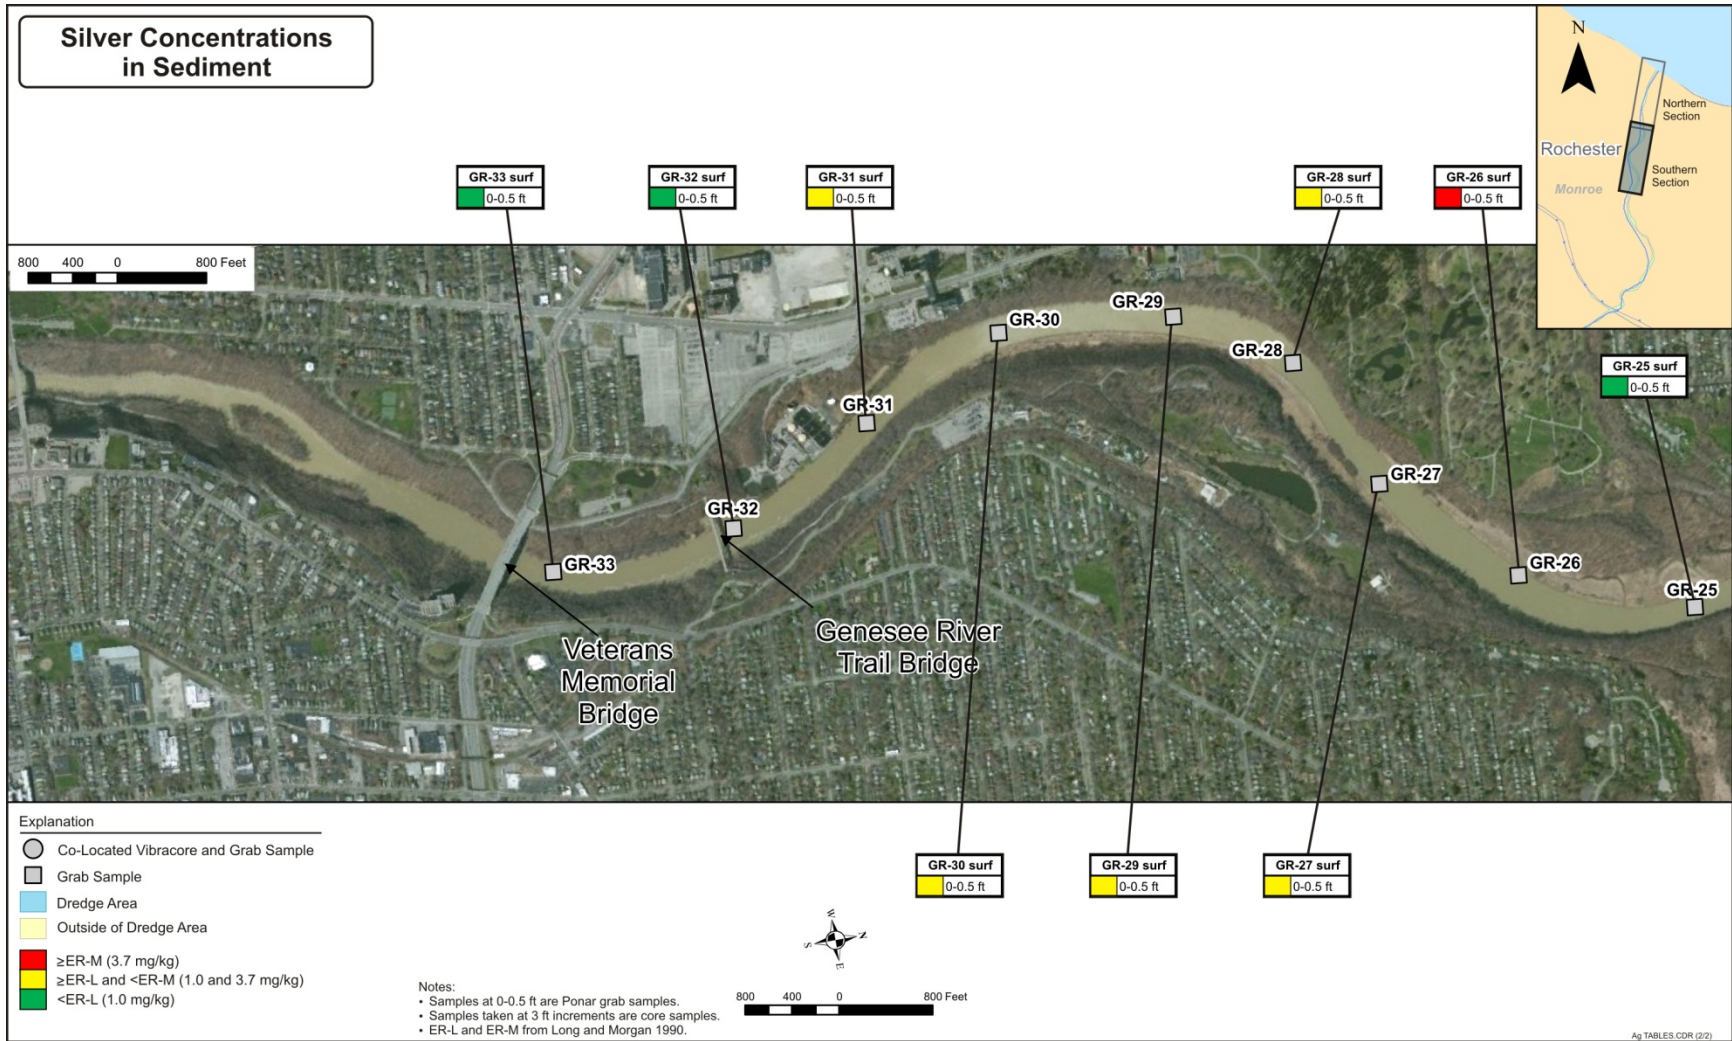 Silver Concentrations
in Sediment
N
Northern
Section
Rochester
Southern
Section
Monroe
GR-33 surf
0-0.5 ft
GR-32 surf
0-0.5 ft
GR-31 surf
0-0.5 ft
GR-28 surf
0-0.5 ft
GR-26 surf
0-0.5 ft
800 400 0 800 Feet
GR-25 surf
0-0.5 ft
GR-29
GR-30
GR-28
GR-31
GR-27
GR-32
GR-33
GR-26
GR-25
Genesee River
Trail Bridge
Veterans
Memorial
Bridge
GR-30 surf
0-0.5 ft
GR-29 surf
0-0.5 ft
GR-27 surf
0-0.5 ft
Explanation
Co-Located Vibracore and Grab Sample
Grab Sample
Dredge Area
Outside of Dredge Area
≥ER-M (3.7 mg/kg)
≥ER-L and <ER-M (1.0 and 3.7 mg/kg)
<ER-L (1.0 mg/kg)
W
N
S
E
Notes:
• Samples at 0-0.5 ft are Ponar grab samples.
• Samples taken at 3 ft increments are core samples.
• ER-L and ER-M from Long and Morgan 1990.
800 400 0 800 Feet
Ag TABLES.CDR (2/2)